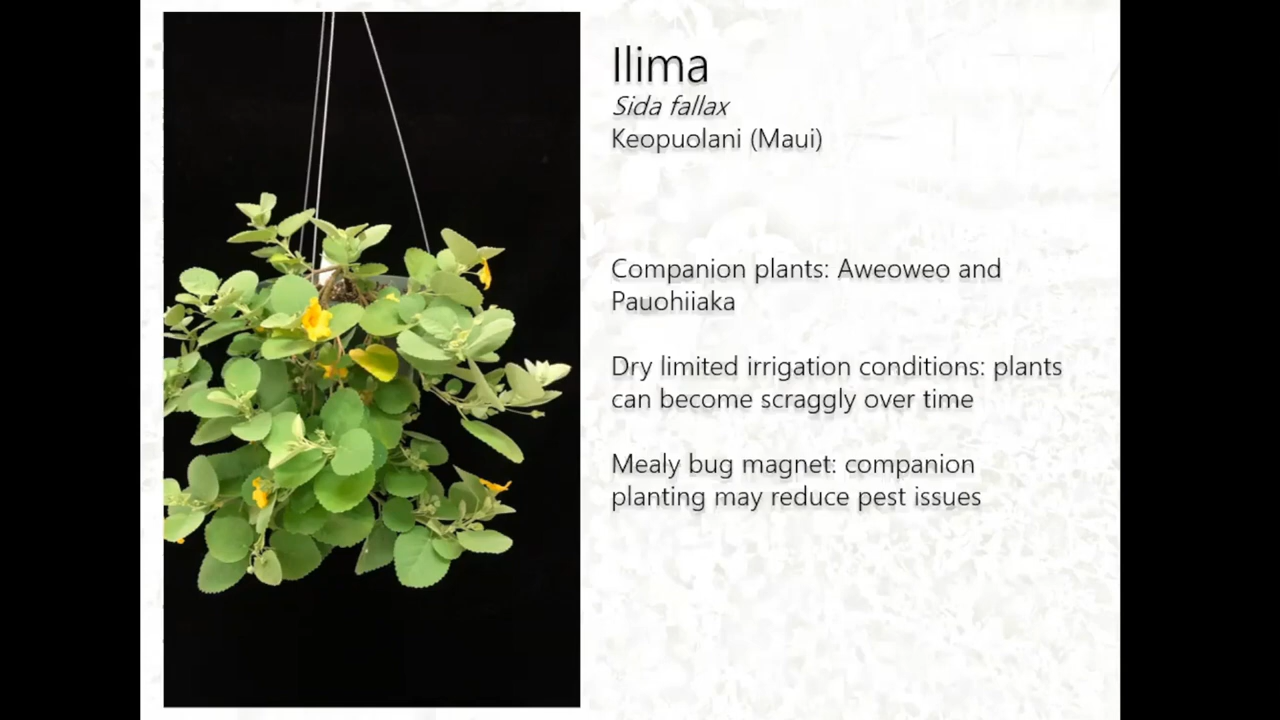 Ilima
Sida fallax
Keopuolani (Maui)
Companion plants: Aweoweo and
Pauohiiaka
Dry limited irrigation conditions: plants
can become scraggly over time
Mealy bug magnet: companion
planting may reduce pest issues